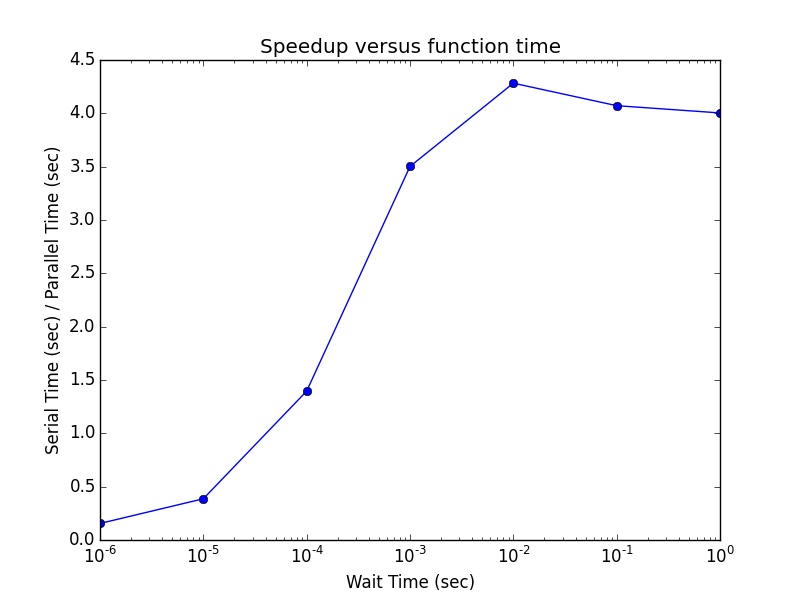 Speedup versus function time
Serial Time (sec) / Parallel Time (sec)
4.5
4.0
3.5
3.0
2.5
2.0
1.5
1.0
0.5
0.0
10^-6 10^-5 10^-4 10^-3 10^-2 10^-1 10^0
Wait Time (sec)